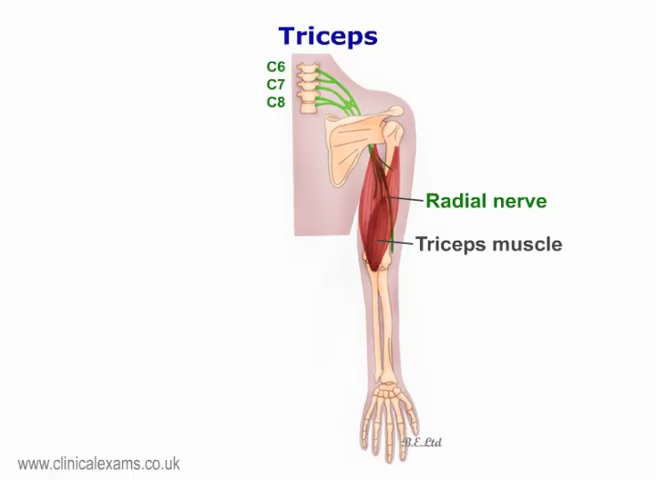 Triceps
C6
C7
C8
Radial nerve
Triceps muscle
B.E.Ltd
www.clinicalexams.co.uk